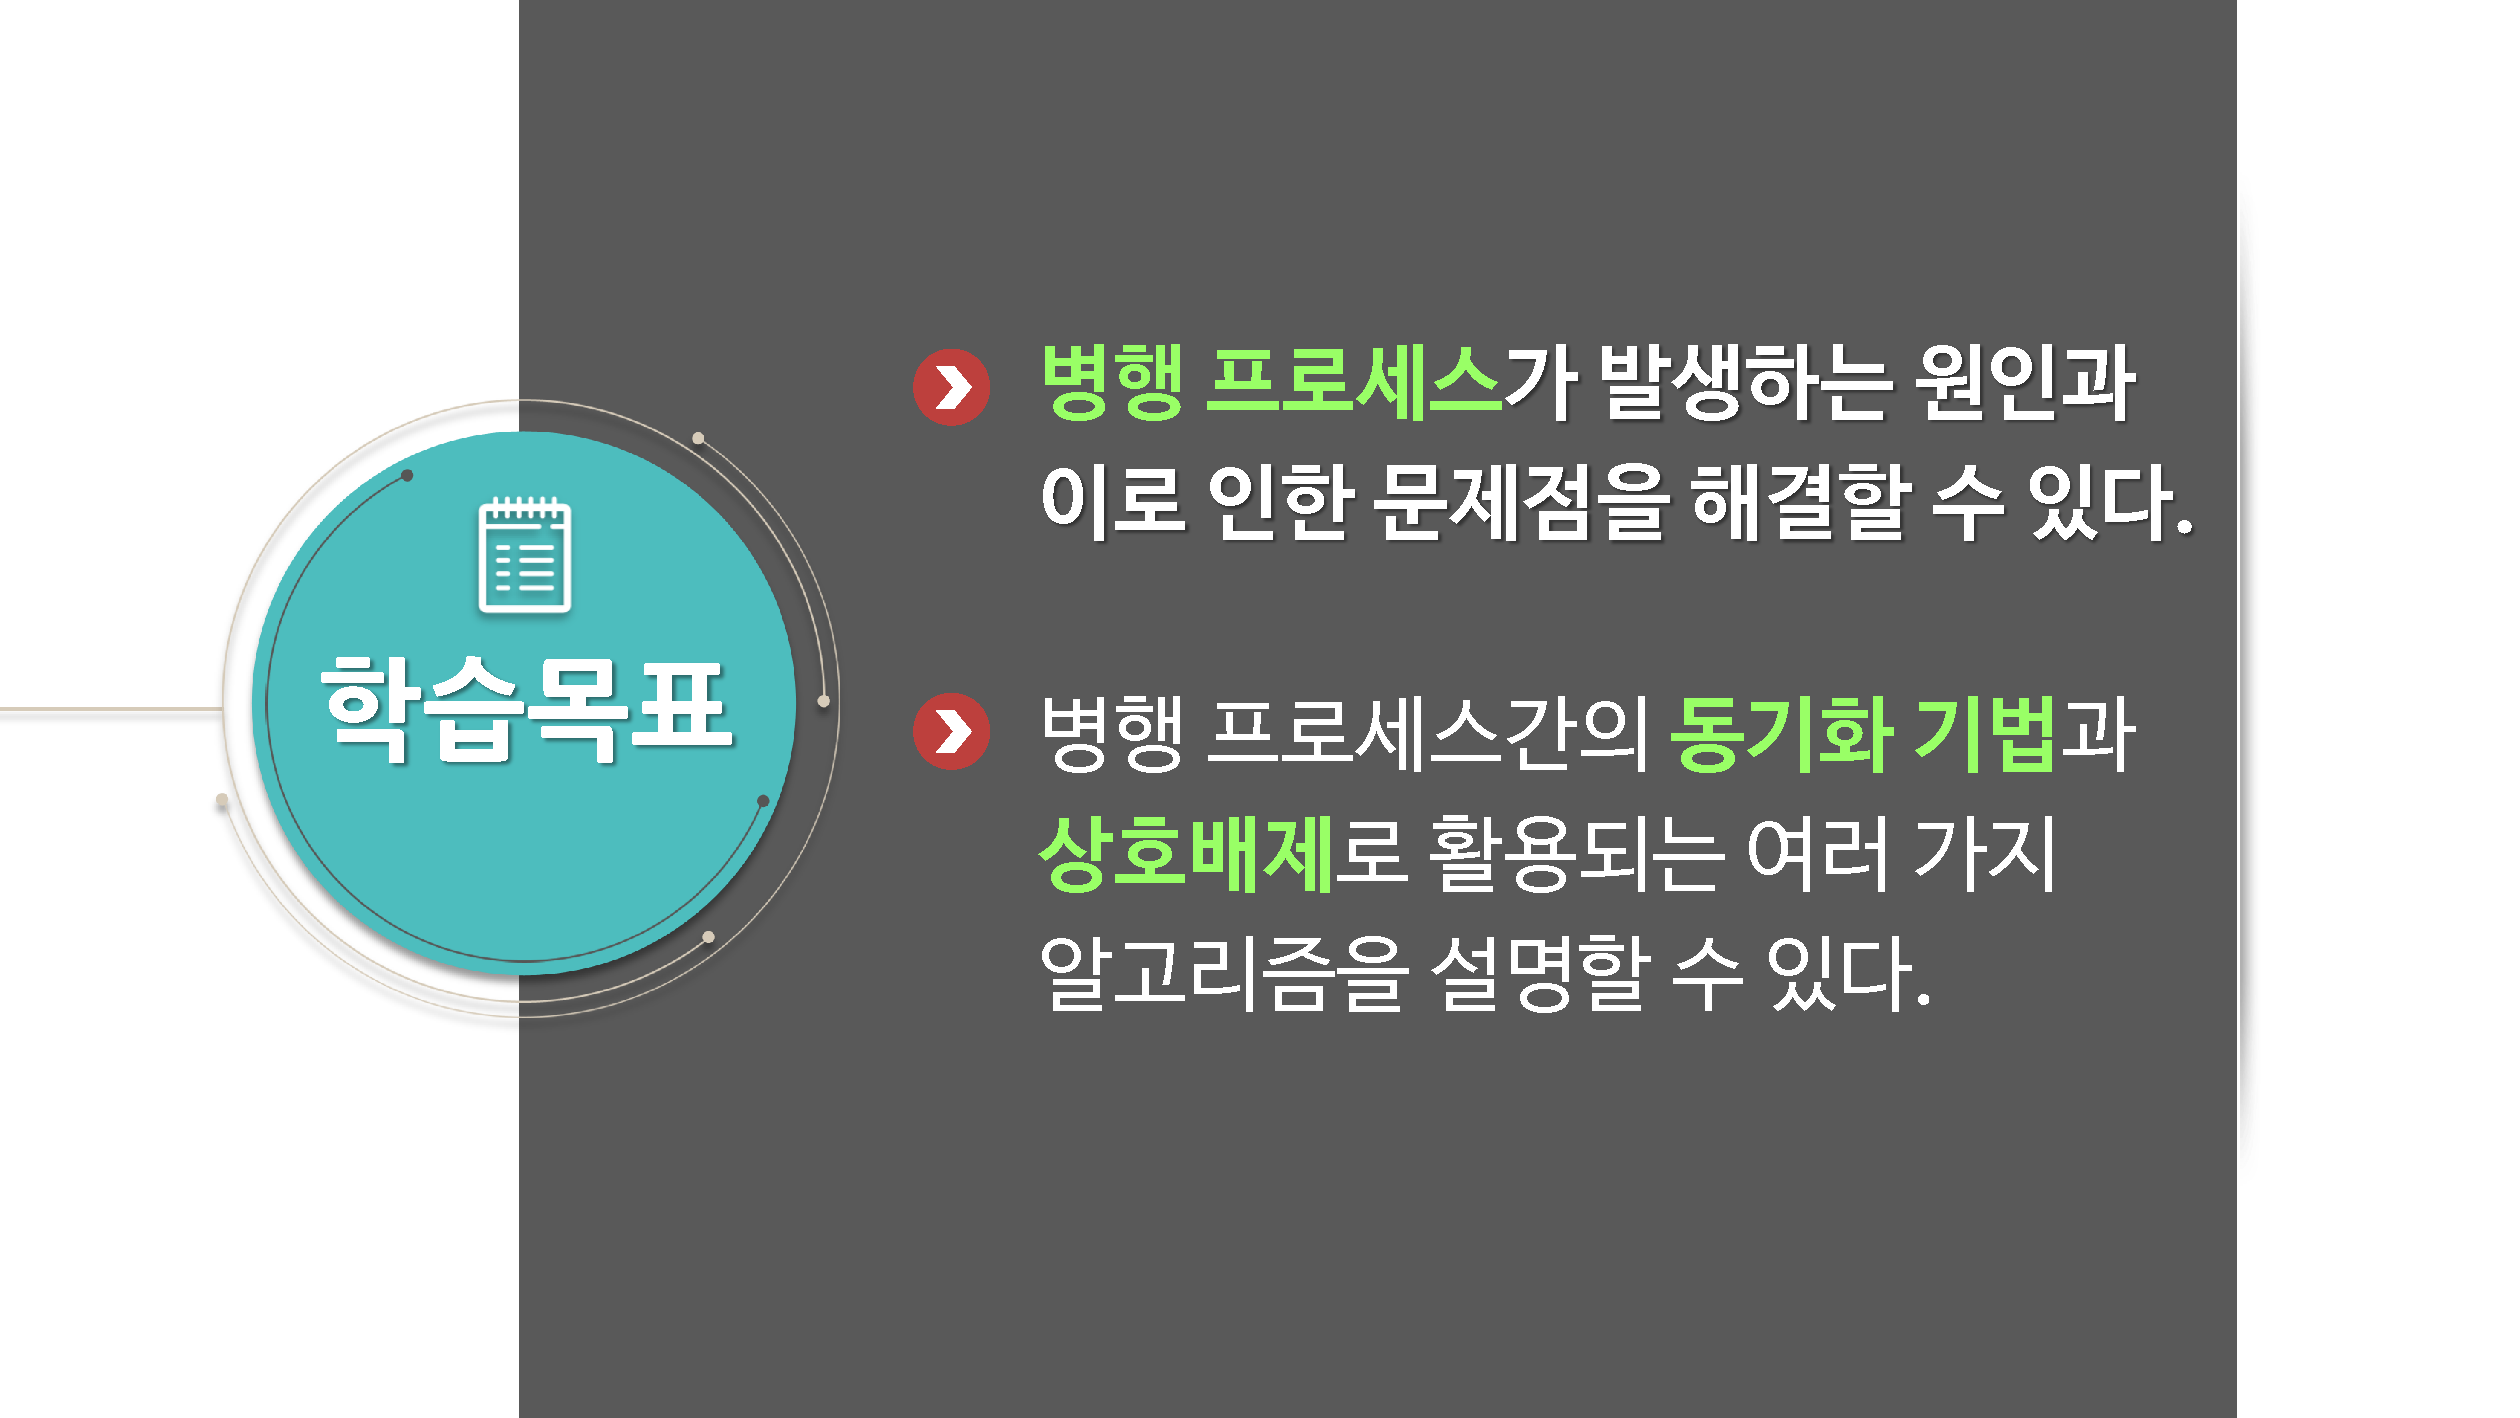 학습목표
병행 프로세스가 발생하는 원인과
이로 인한 문제점을 해결할 수 있다.
병행 프로세스간의 동기화 기법과
상호배제로 활용되는 여러 가지
알고리즘을 설명할 수 있다.